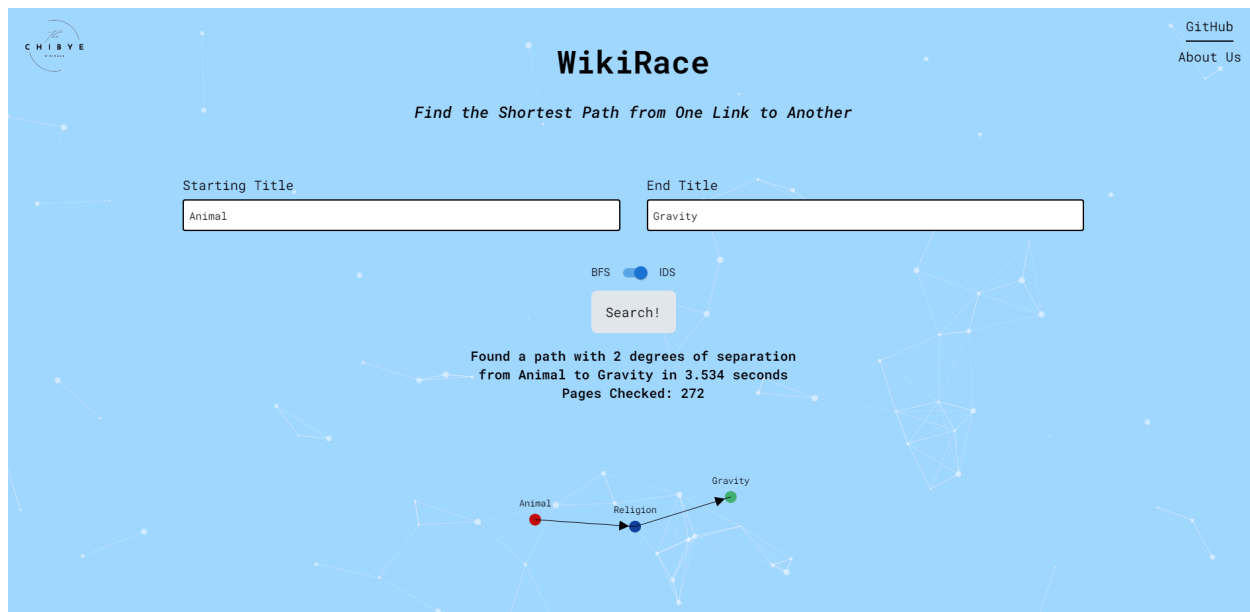 the
CHIBYE
GitHub
About Us
WikiRace
Find the Shortest Path from One Link to Another
Starting Title
End Title
Animal
Gravity
BFS
IDS
Search!
Found a path with 2 degrees of separation
from Animal to Gravity in 3.534 seconds
Pages Checked: 272
Gravity
Animal
Religion